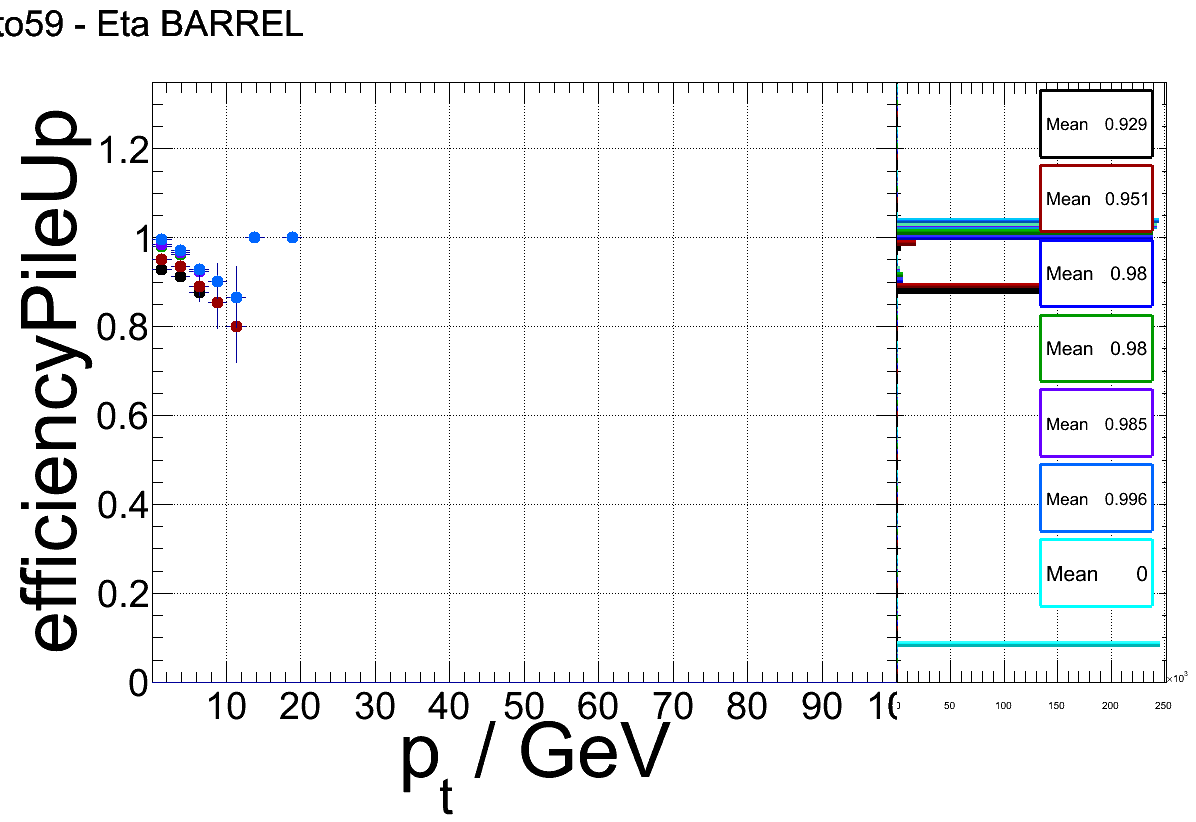 to59 - Eta BARREL
efficiencyPileUp
1.2
1
0.8
0.6
0.4
0.2
0
10 20 30 40 50 60 70 80 90
p t / GeV
50 100 150 200 250
×10³
Mean 0.929
Mean 0.951
Mean 0.98
Mean 0.98
Mean 0.985
Mean 0.996
Mean 0